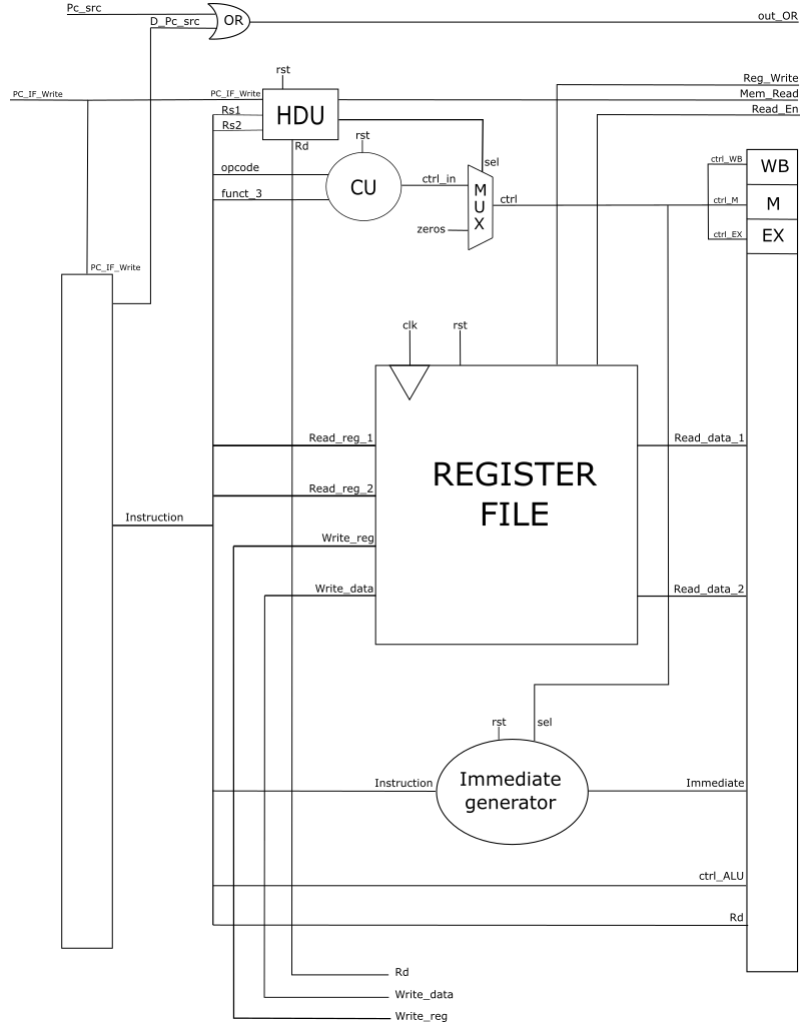 Pc_src
D_Pc_src
OR
out_OR
rst
Reg_Write
PC_IF_Write
PC_IF_Write
Mem_Read
Rs1
HDU
Read_En
Rs2
rst
Rd
sel
ctrl_WB
WB
opcode
CU
ctrl_in
MUX
funct_3
ctrl
ctrl_M
M
zeros
ctrl_EX
EX
PC_IF_Write
clk
rst
Read_reg_1
Read_data_1
REGISTER
FILE
Read_reg_2
Instruction
Write_reg
Write_data
Read_data_2
rst
sel
Instruction
Immediate
generator
Immediate
ctrl_ALU
Rd
Rd
Write_data
Write_reg